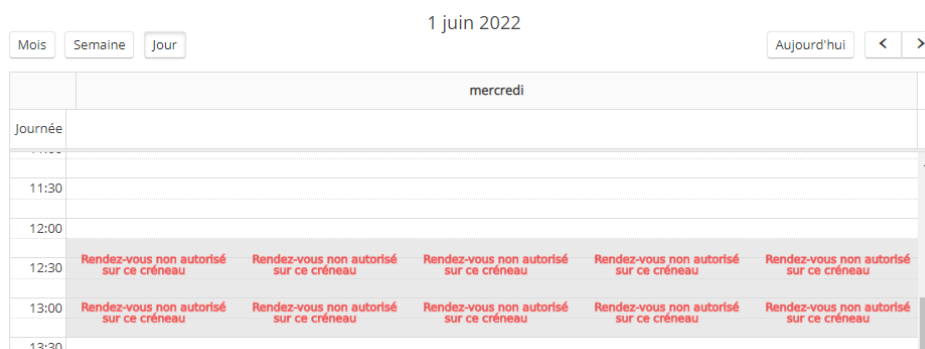 1 juin 2022
Mois Semaine Jour Aujourd'hui < >
mercredi
Journée
11:30
12:00
Rendez-vous non autorisé Rendez-vous non autorisé Rendez-vous non autorisé Rendez-vous non autorisé Rendez-vous non autorisé
12:30 sur ce créneau sur ce créneau sur ce créneau sur ce créneau sur ce créneau
13:00 Rendez-vous non autorisé Rendez-vous non autorisé Rendez-vous non autorisé Rendez-vous non autorisé Rendez-vous non autorisé
sur ce créneau sur ce créneau sur ce créneau sur ce créneau sur ce créneau
13:30